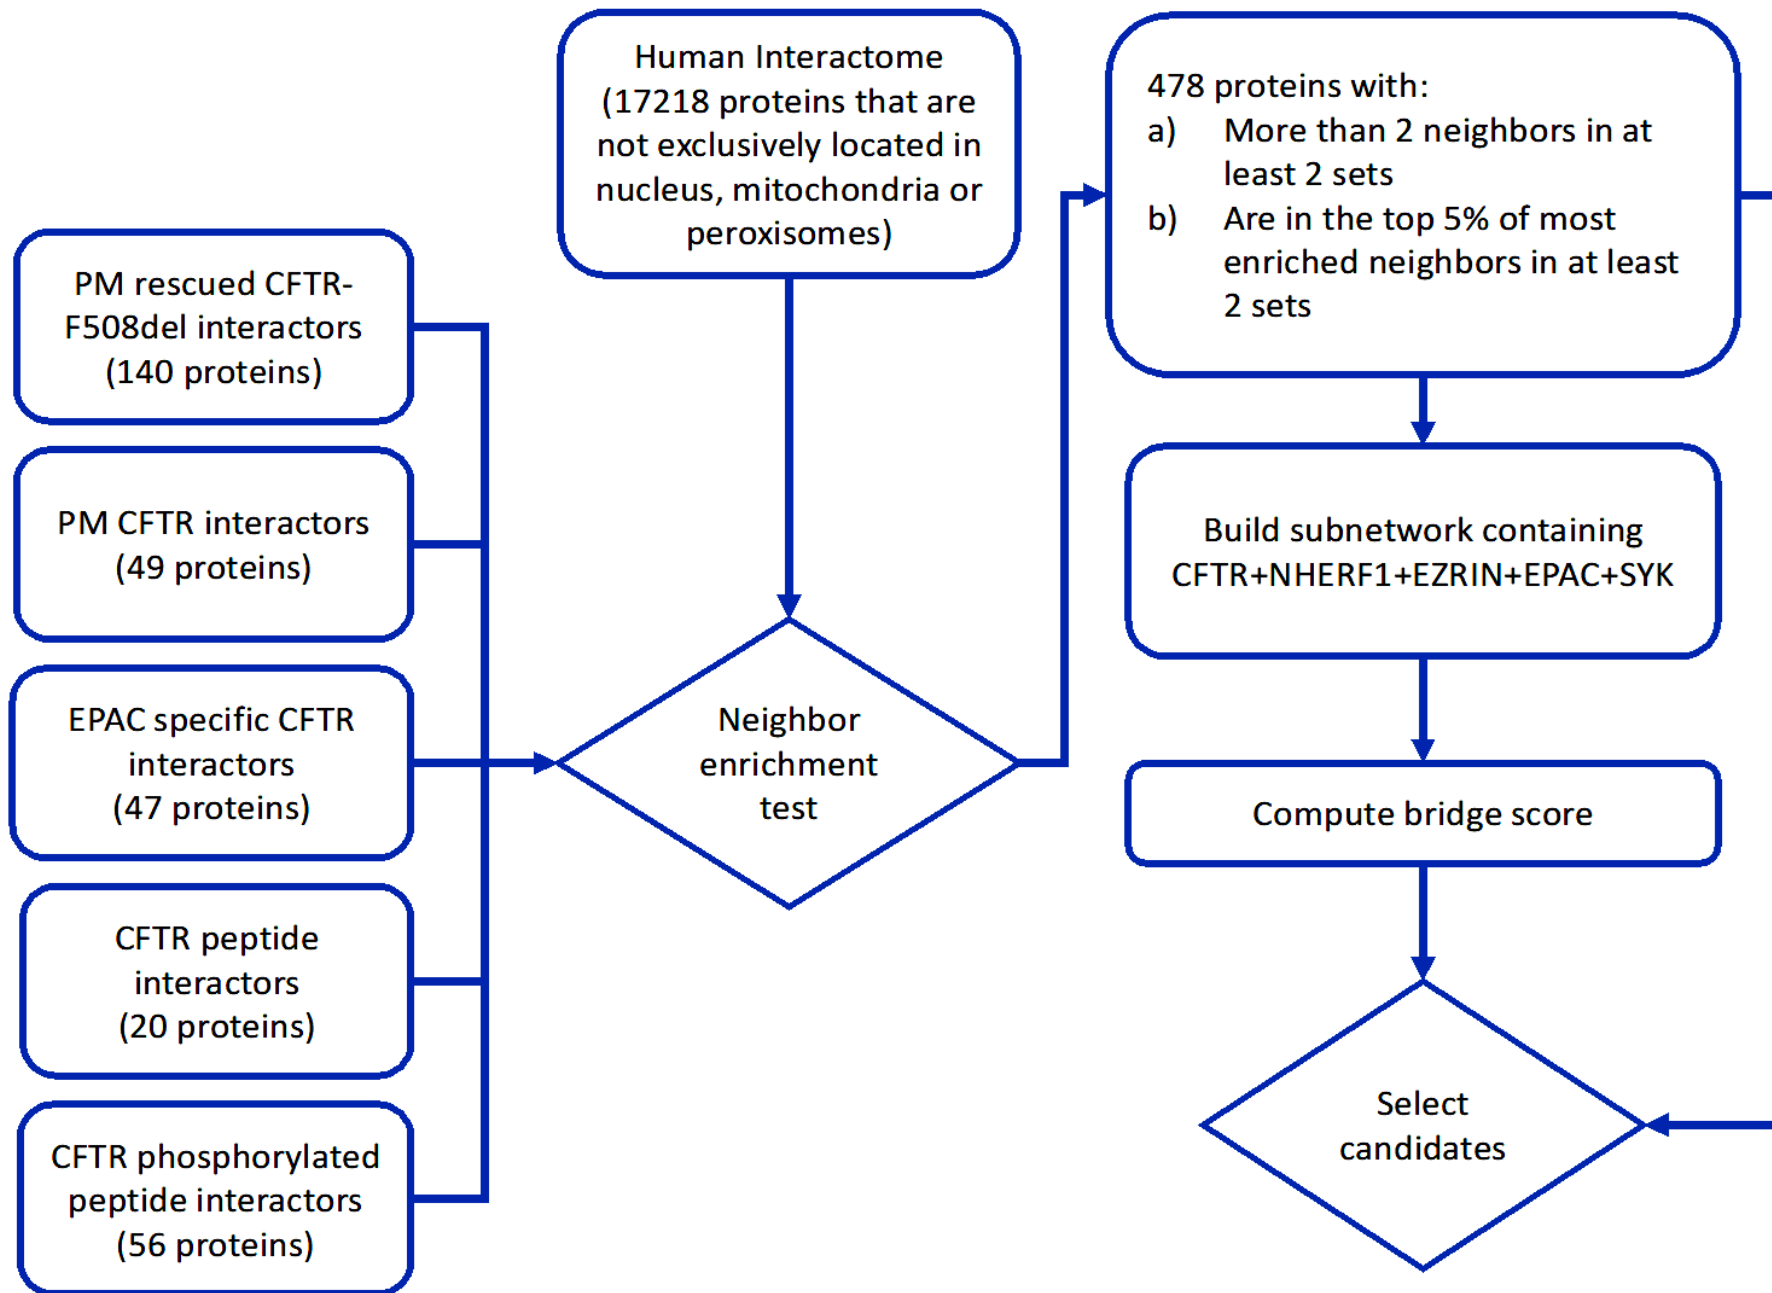 PM rescued CFTR-
F508del interactors
(140 proteins)
PM CFTR interactors
(49 proteins)
EPAC specific CFTR
interactors
(47 proteins)
CFTR peptide
interactors
(20 proteins)
CFTR phosphorylated
peptide interactors
(56 proteins)
Human Interactome
(17218 proteins that are
not exclusively located in
nucleus, mitochondria or
peroxisomes)
Neighbor
enrichment
test
478 proteins with:
a) More than 2 neighbors in at
least 2 sets
b) Are in the top 5% of most
enriched neighbors in at least
2 sets
Build subnetwork containing
CFTR+NHERF1+EZRIN+EPAC+SYK
Compute bridge score
Select
candidates